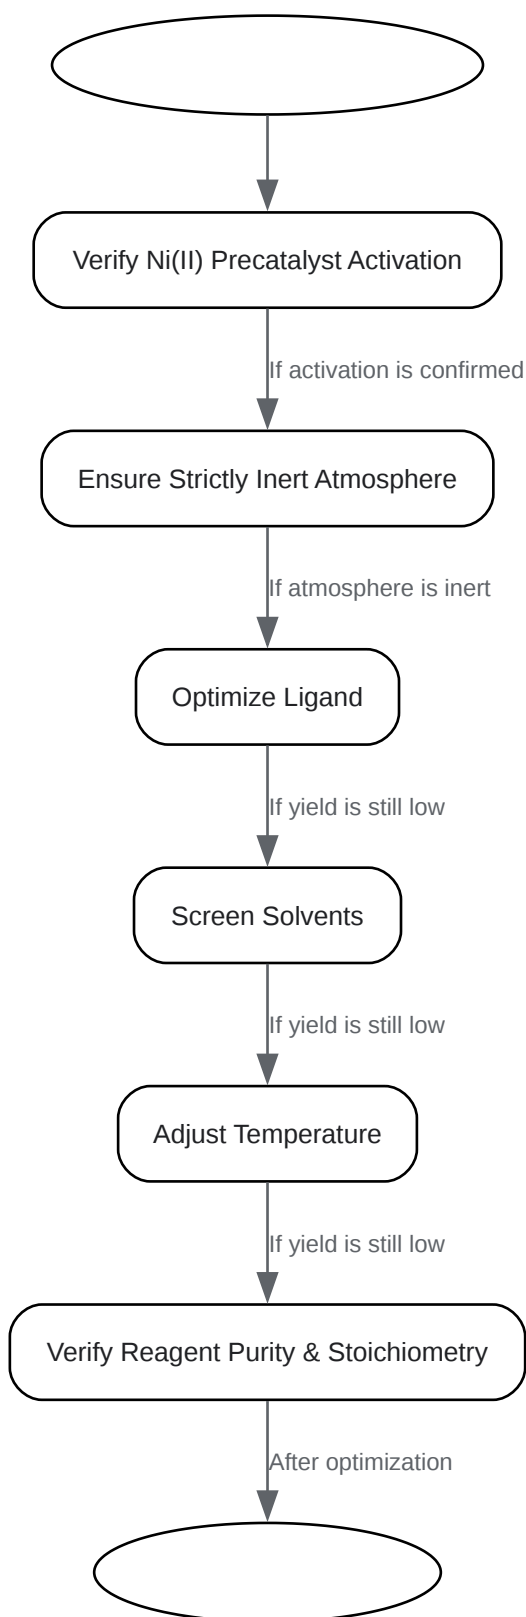 Verify Ni(II) Precatalyst Activation
If activation is confirmed
Ensure Strictly Inert Atmosphere
If atmosphere is inert
Optimize Ligand
If yield is still low
Screen Solvents
If yield is still low
Adjust Temperature
If yield is still low
Verify Reagent Purity & Stoichiometry
After optimization